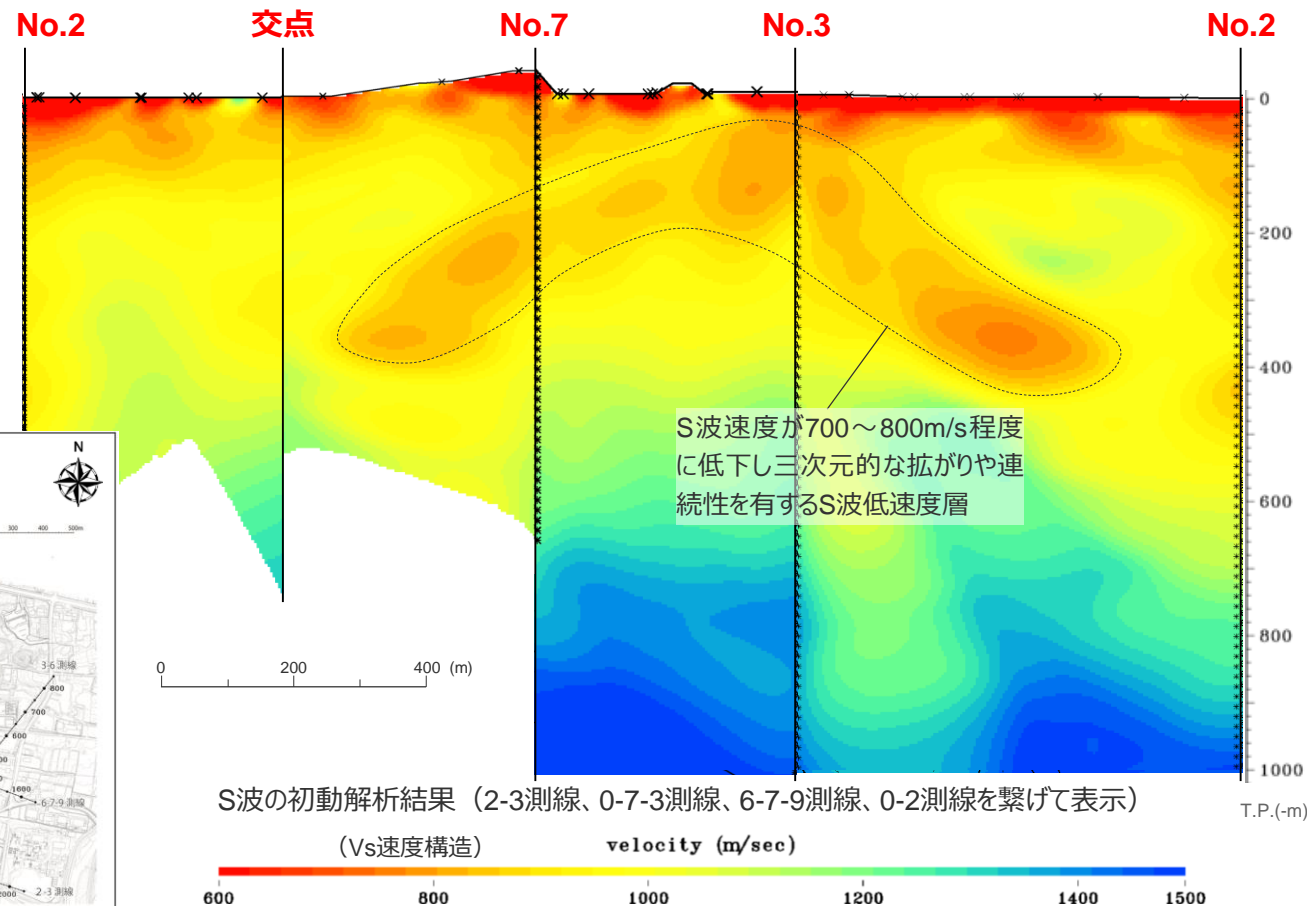 No.2 交点 No.7 No.3 No.2
0
200
400
600
800
1000
T.P.(-m)
S波速度が700～800m/s程度
に低下し三次元的な拡がりや連
続性を有するS波低速度層
N
300 400 500m
3-6測線
800
700
600
1600
6-7-9測線
2000
2-3測線
0 200 400 (m)
S波の初動解析結果（2-3測線、0-7-3測線、6-7-9測線、0-2測線を繋げて表示）
（Vs速度構造） velocity (m/sec)
600 800 1000 1200 1400 1500